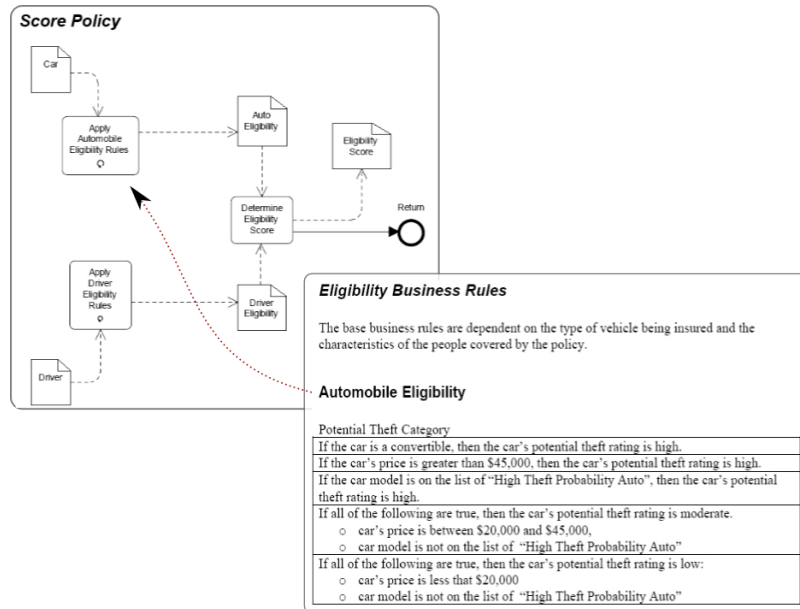 Score Policy
Car
Apply
Automobile
Eligibility Rules
Auto
Eligibility
Eligibility
Score
Determine
Eligibility
Score
Return
Apply
Driver
Eligibility
Rules
Driver
Eligibility
Driver
Eligibility Business Rules
The base business rules are dependent on the type of vehicle being insured and the
characteristics of the people covered by the policy.
Automobile Eligibility
Potential Theft Category
If the car is a convertible, then the car’s potential theft rating is high.
If the car’s price is greater than $45,000, then the car’s potential theft rating is high.
If the car model is on the list of “High Theft Probability Auto”, then the car’s potential
theft rating is high.
If all of the following are true, then the car’s potential theft rating is moderate.
o car’s price is between $20,000 and $45,000,
o car model is not on the list of “High Theft Probability Auto”
If all of the following are true, then the car’s potential theft rating is low:
o car’s price is less that $20,000
o car model is not on the list of “High Theft Probability Auto”